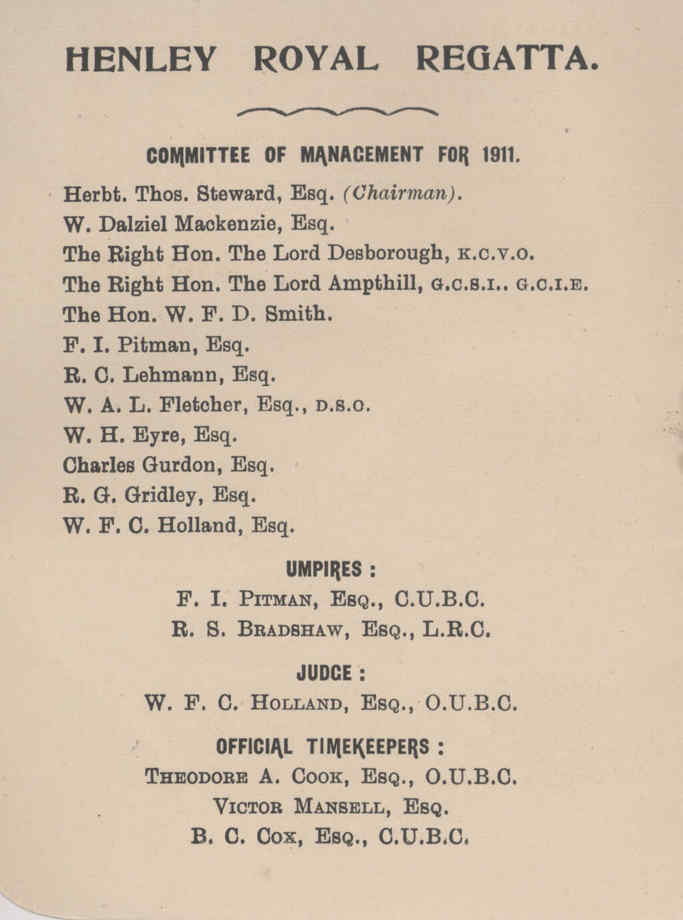 HENLEY ROYAL REGATTA.
COMMITTEE OF MANAGEMENT FOR 1911.
Herbt. Thos. Steward, Esq. (Chairman).
W. Dalziel Mackenzie, Esq.
The Right Hon. The Lord Desborough, K.C.V.O.
The Right Hon. The Lord Ampthill, G.C.S.I.. G.C.I.E.
The Hon. W. F. D. Smith.
F. I. Pitman, Esq.
R. C. Lehmann, Esq.
W. A. L. Fletcher, Esq., D.S.O.
W. H. Eyre, Esq.
Charles Gurdon, Esq.
R. G. Gridley, Esq.
W. F. C. Holland, Esq.
UMPIRES :
F. I. PITMAN, ESQ., C.U.B.C.
R. S. BRADSHAW, ESQ., L.R.C.
JUDGE :
W. F. C. HOLLAND, ESQ., O.U.B.C.
OFFICIAL TIMEKEEPERS :
THEODORE A. COOK, ESQ., O.U.B.C.
VICTOR MANSELL, ESQ.
B. C. COX, ESQ., C.U.B.C.